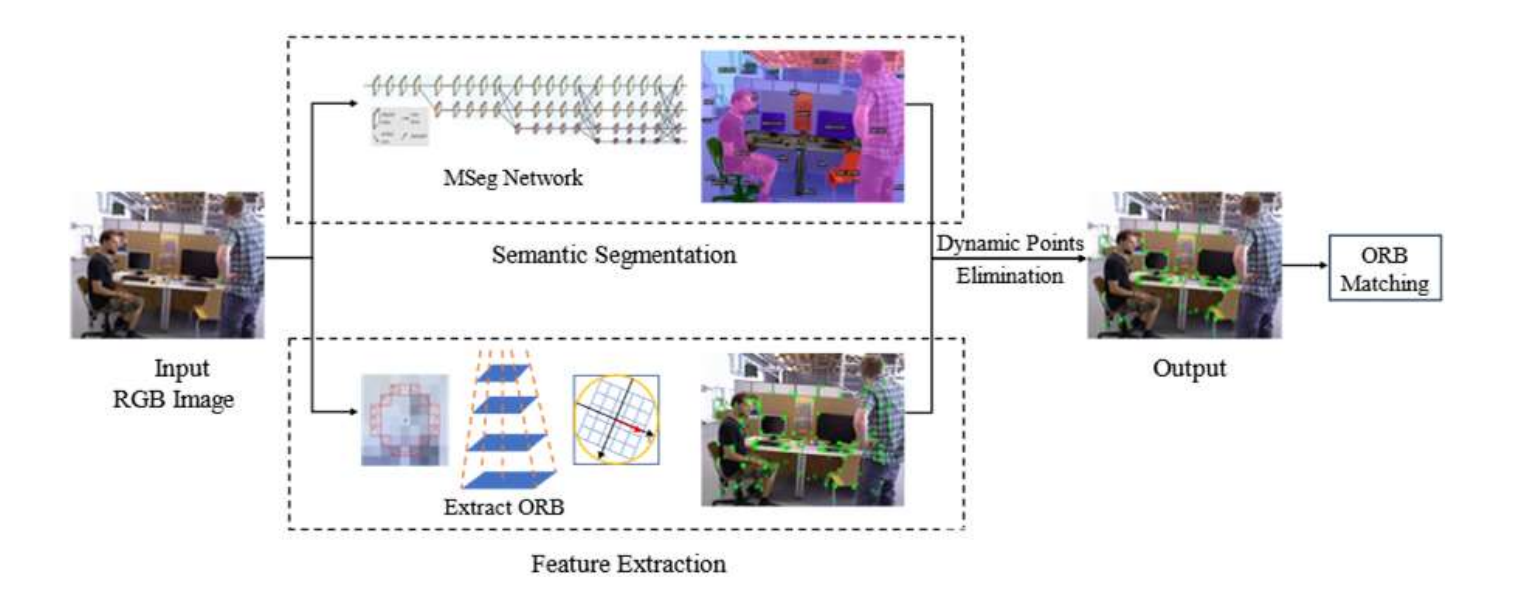 MSeg Network
Semantic Segmentation
Input
RGB Image
Extract ORB
Feature Extraction
Dynamic Points
Elimination
Output
ORB
Matching